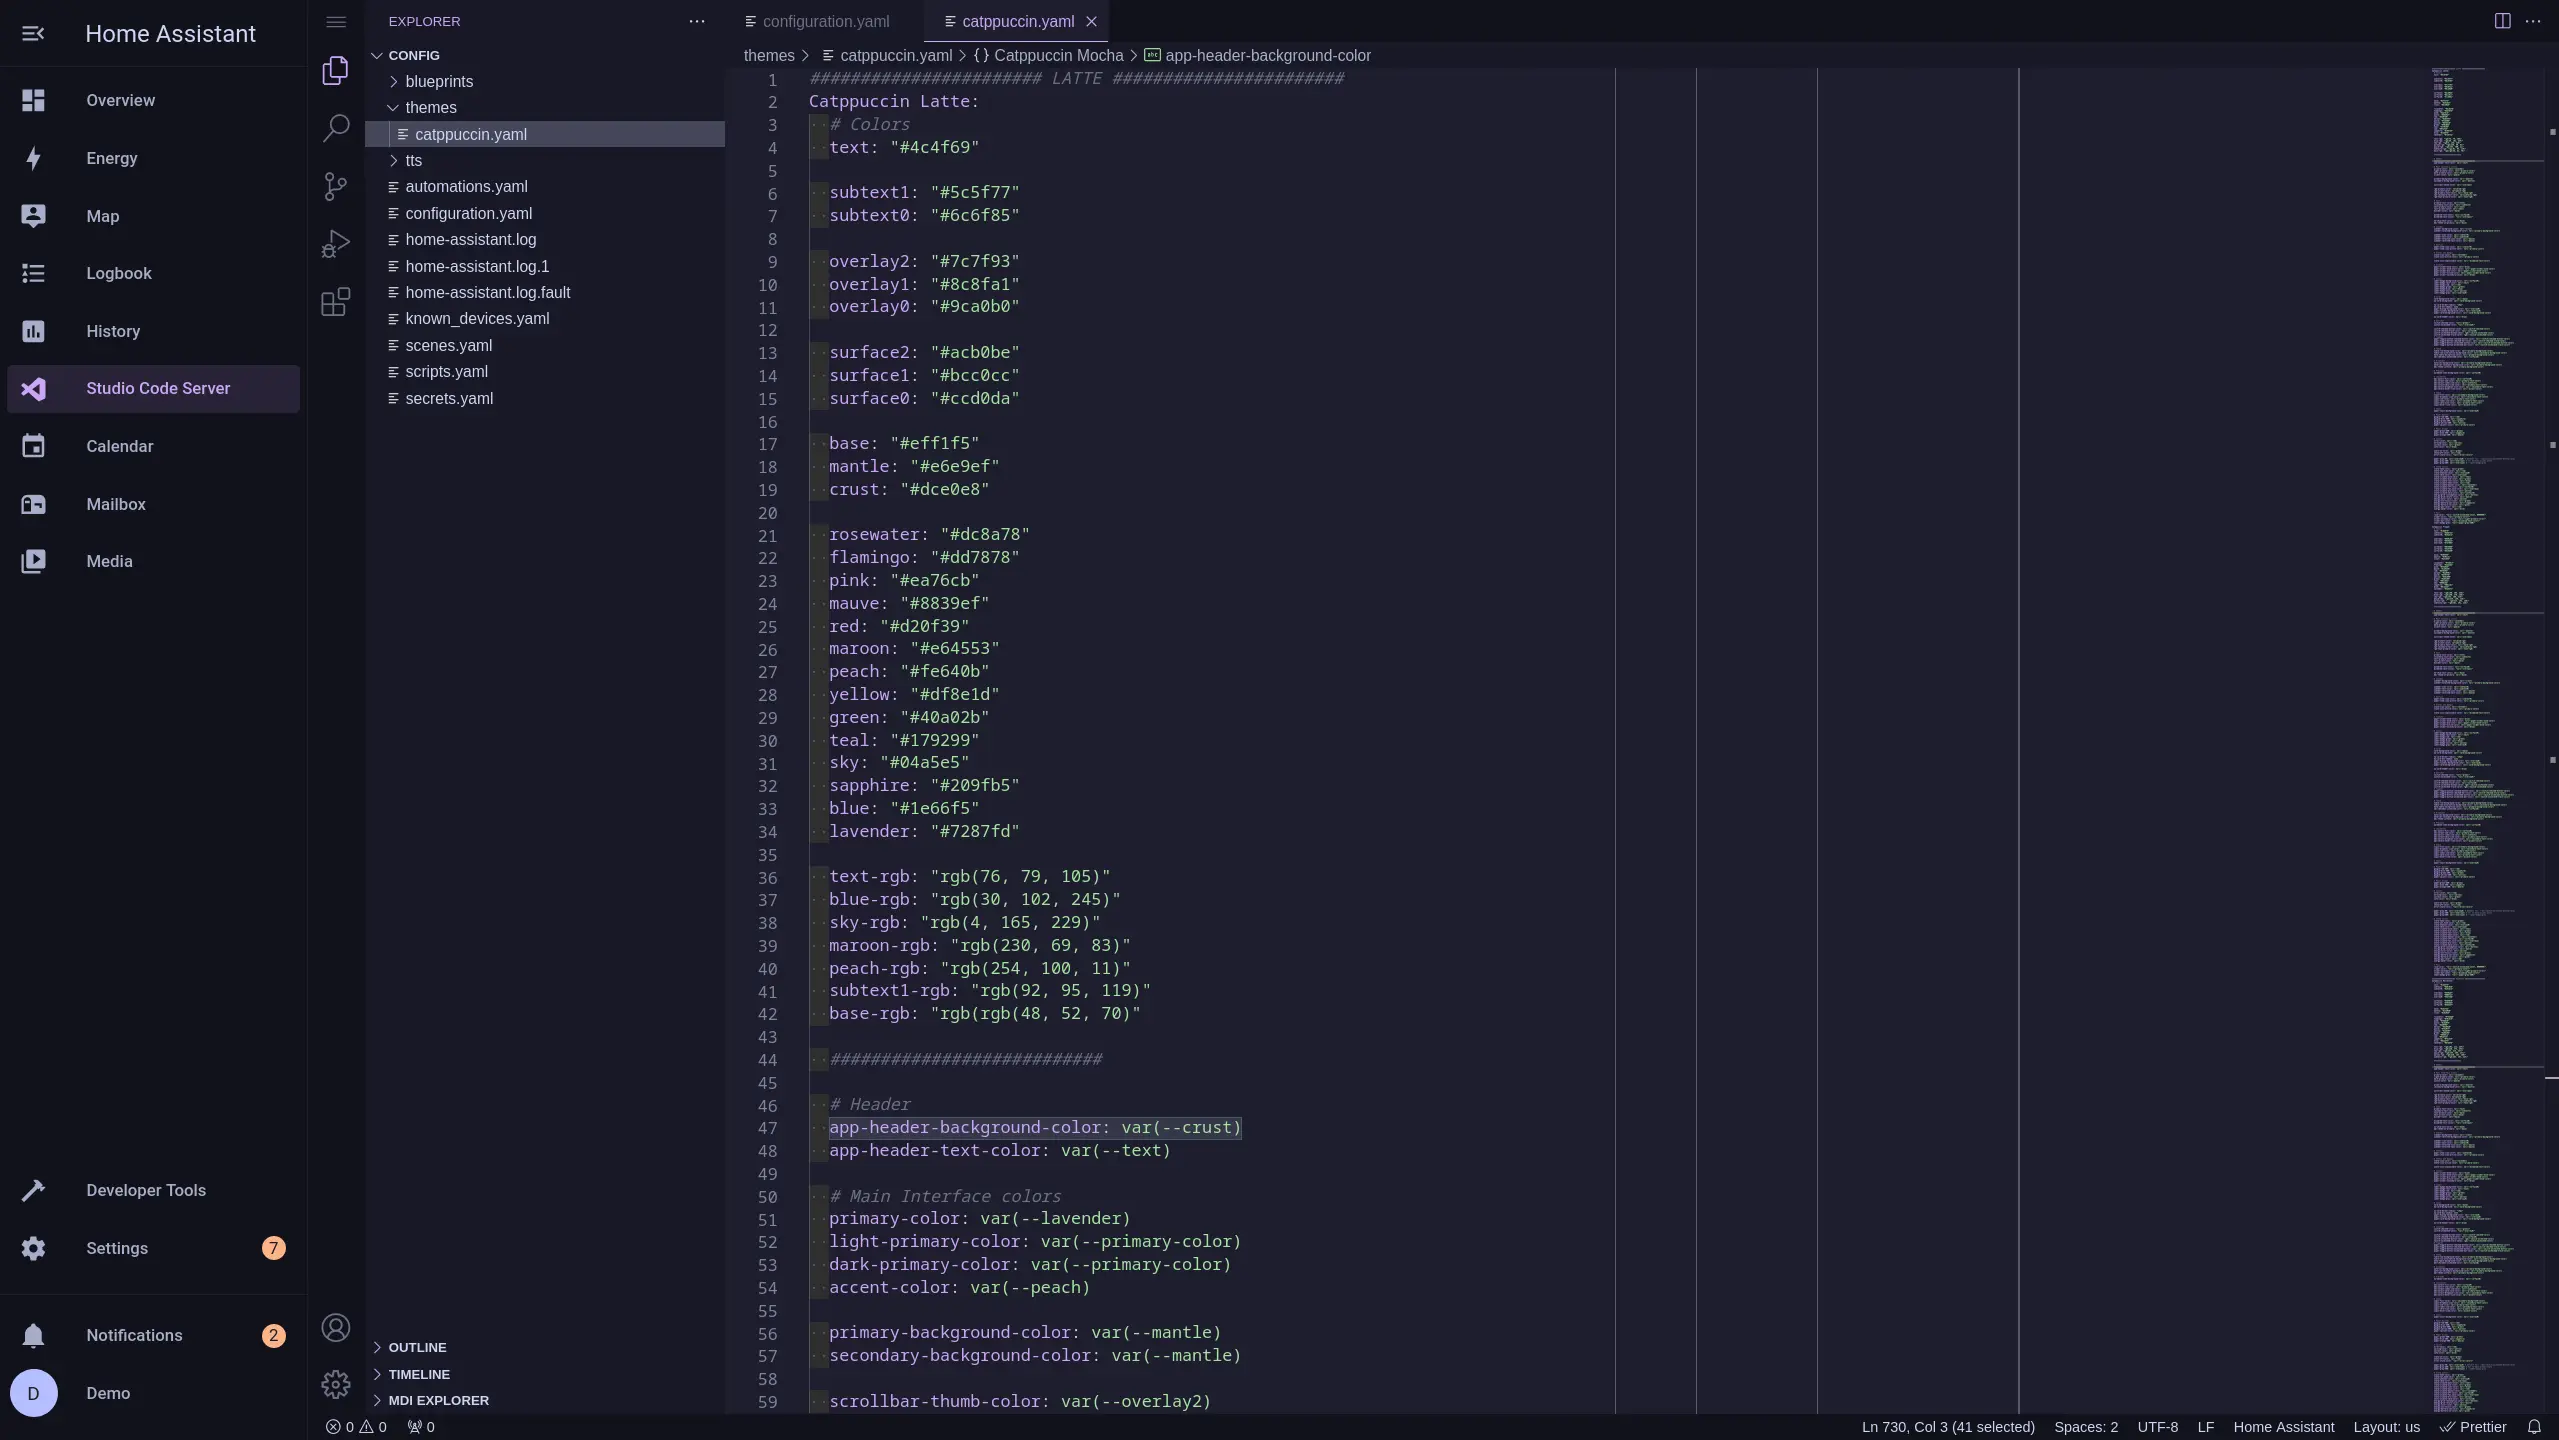 Home Assistant
Overview
Energy
Map
Logbook
History
Studio Code Server
Calendar
Mailbox
Media
Developer Tools
Settings
7
Notifications
2
D
Demo
EXPLORER
CONFIG
blueprints
themes
catppuccin.yaml
tts
automations.yaml
configuration.yaml
home-assistant.log
home-assistant.log.1
home-assistant.log.fault
known_devices.yaml
scenes.yaml
scripts.yaml
secrets.yaml
OUTLINE
TIMELINE
MDI EXPLORER
configuration.yaml
catppuccin.yaml
themes > catppuccin.yaml > {} Catppuccin Mocha > abc app-header-background-color
1 ####################### LATTE #######################
2 Catppuccin Latte:
3 # Colors
4 text: "#4c4f69"
5
6 subtext1: "#5c5f77"
7 subtext0: "#6c6f85"
8
9 overlay2: "#7c7f93"
10 overlay1: "#8c8fa1"
11 overlay0: "#9ca0b0"
12
13 surface2: "#acb0be"
14 surface1: "#bcc0cc"
15 surface0: "#ccd0da"
16
17 base: "#eff1f5"
18 mantle: "#e6e9ef"
19 crust: "#dce0e8"
20
21 rosewater: "#dc8a78"
22 flamingo: "#dd7878"
23 pink: "#ea76cb"
24 mauve: "#8839ef"
25 red: "#d20f39"
26 maroon: "#e64553"
27 peach: "#fe640b"
28 yellow: "#df8e1d"
29 green: "#40a02b"
30 teal: "#179299"
31 sky: "#04a5e5"
32 sapphire: "#209fb5"
33 blue: "#1e66f5"
34 lavender: "#7287fd"
35
36 text-rgb: "rgb(76, 79, 105)"
37 blue-rgb: "rgb(30, 102, 245)"
38 sky-rgb: "rgb(4, 165, 229)"
39 maroon-rgb: "rgb(230, 69, 83)"
40 peach-rgb: "rgb(254, 100, 11)"
41 subtext1-rgb: "rgb(92, 95, 119)"
42 base-rgb: "rgb(rgb(48, 52, 70)"
43
44 ###########################
45
46 # Header
47 app-header-background-color: var(--crust)
48 app-header-text-color: var(--text)
49
50 # Main Interface colors
51 primary-color: var(--lavender)
52 light-primary-color: var(--primary-color)
53 dark-primary-color: var(--primary-color)
54 accent-color: var(--peach)
55
56 primary-background-color: var(--mantle)
57 secondary-background-color: var(--mantle)
58
59 scrollbar-thumb-color: var(--overlay2)
0 0 0
Ln 730, Col 3 (41 selected) Spaces: 2 UTF-8 LF Home Assistant Layout: us Prettier